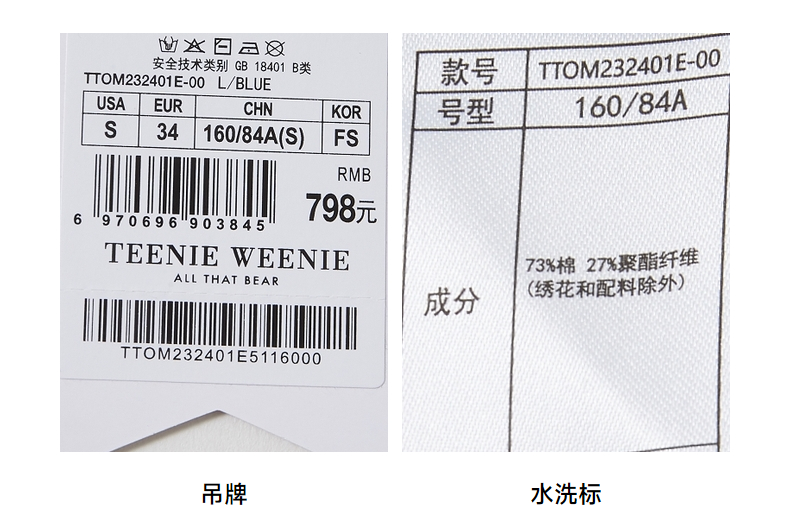 安全技术类别 GB 18401 B类
TTOM232401E-00 L/BLUE
USA EUR CHN KOR
S 34 160/84A(S) FS
RMB
798元
6 970696 903845
TEENIE WEENIE
ALL THAT BEAR
TTOM232401E5116000
吊牌
款号 TTOM232401E-00
号型 160/84A
成分
73%棉 27%聚酯纤维
(绣花和配料除外)
水洗标